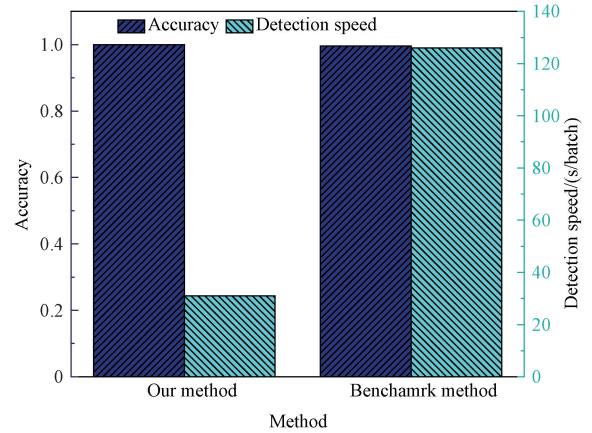 Accuracy Detection speed
1.0
0.8
0.6
0.4
0.2
0
Accuracy
140
120
100
80
60
40
20
0
Detection speed/(s/batch)
Our method Benchamrk method
Method